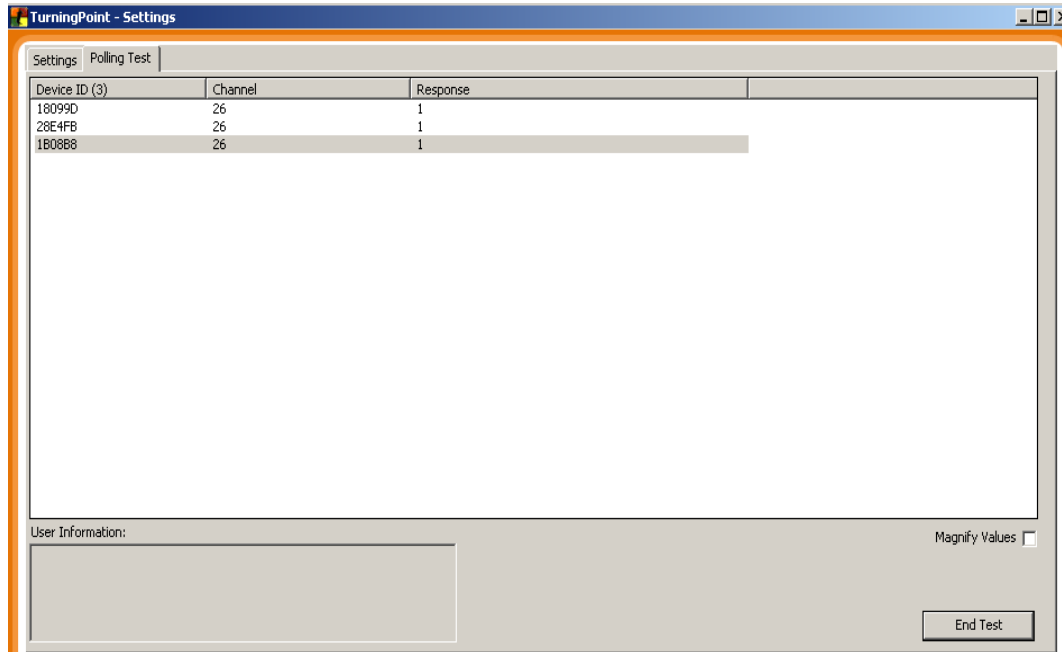 TurningPoint - Settings
Settings Polling Test
Device ID (3) Channel Response
18099D 26 1
28E4FB 26 1
1B08B8 26 1
User Information:
Magnify Values
End Test